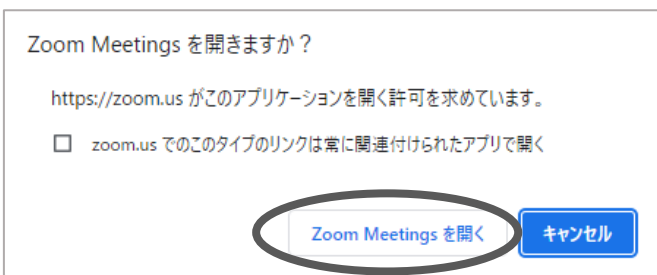 Zoom Meetings を開きますか？
https://zoom.us がこのアプリケーションを開く許可を求めています。
zoom.us でのこのタイプのリンクは常に関連付けられたアプリで開く
Zoom Meetings を開く キャンセル